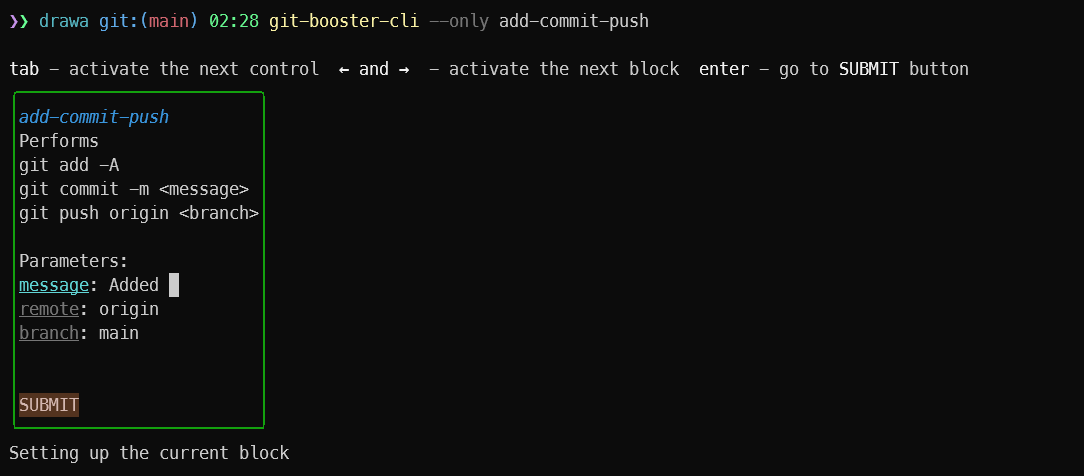 ❯❯ drawa git:(main) 02:28 git-booster-cli --only add-commit-push
tab - activate the next control ← and → - activate the next block enter - go to SUBMIT button
add-commit-push
Performs
git add -A
git commit -m <message>
git push origin <branch>
Parameters:
message: Added
remote: origin
branch: main
SUBMIT
Setting up the current block